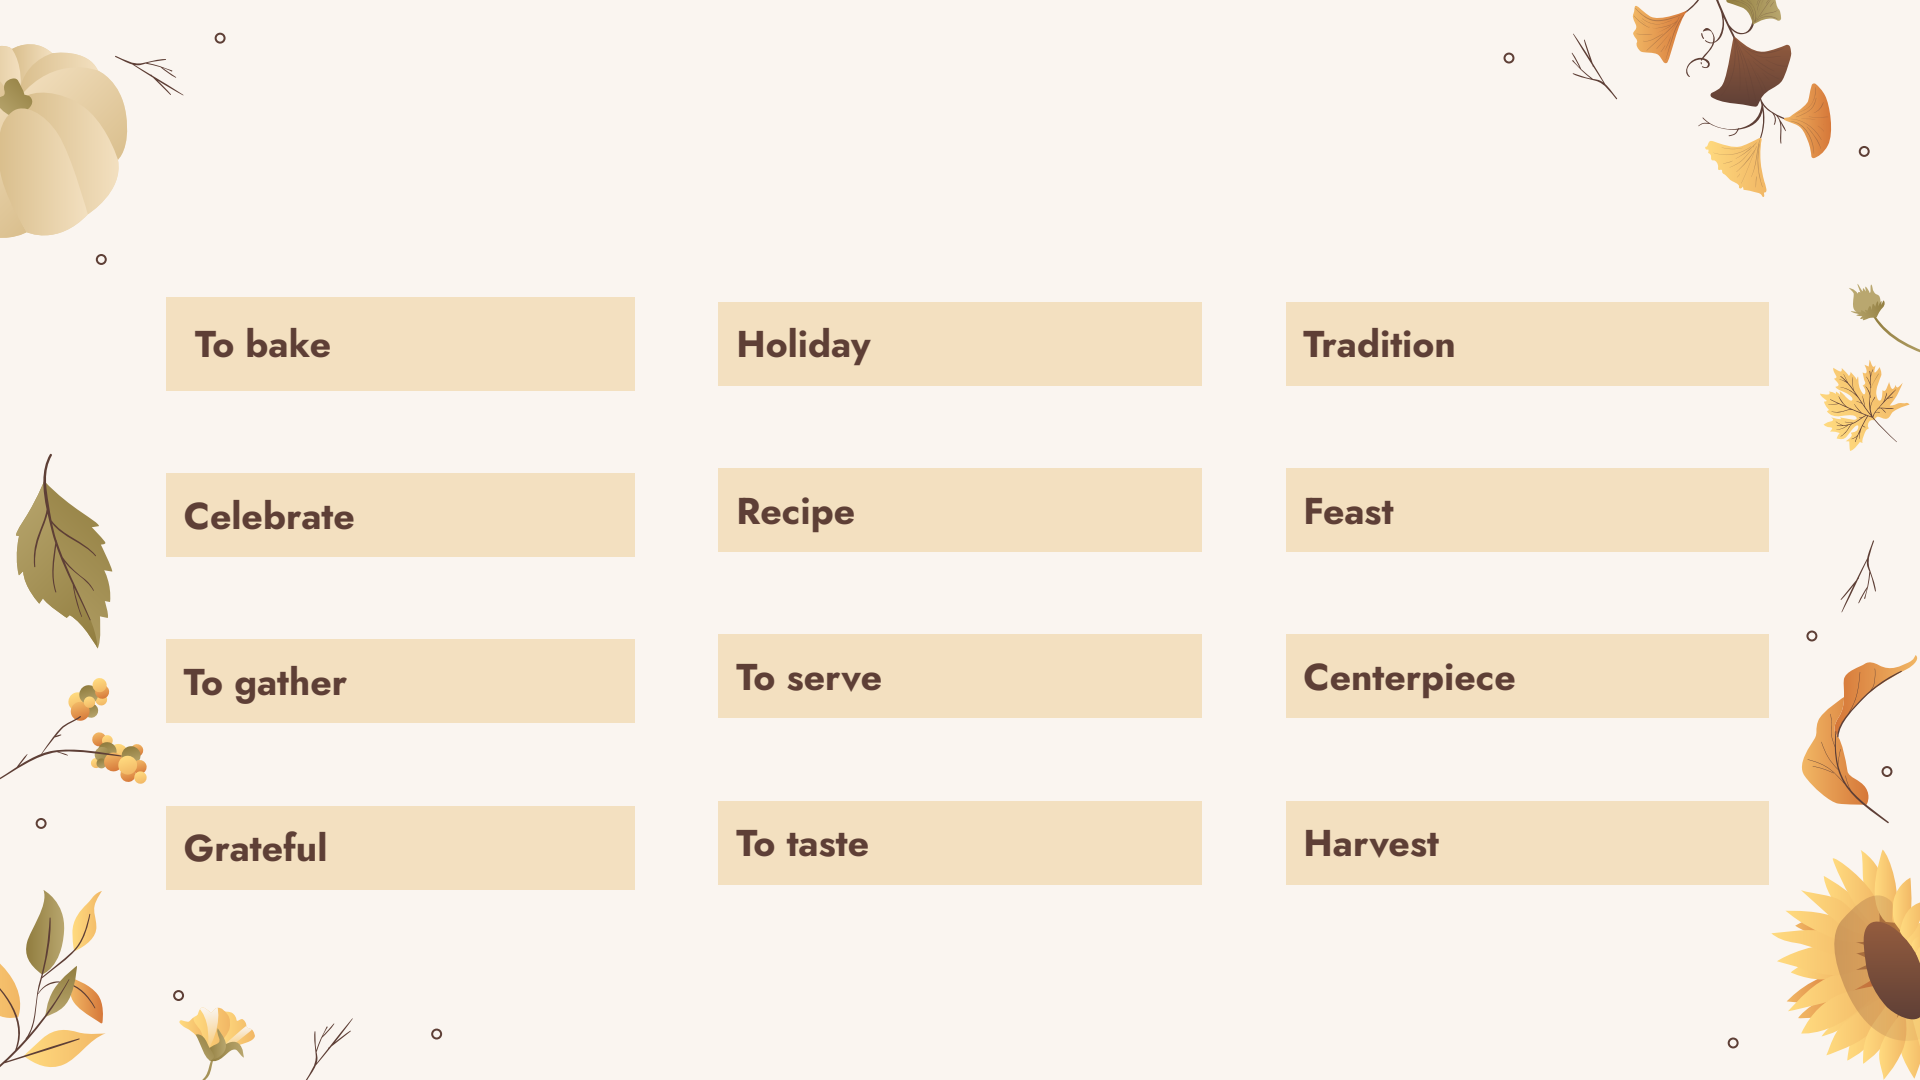 To bake
Holiday
Tradition
Celebrate
Recipe
Feast
To gather
To serve
Centerpiece
Grateful
To taste
Harvest